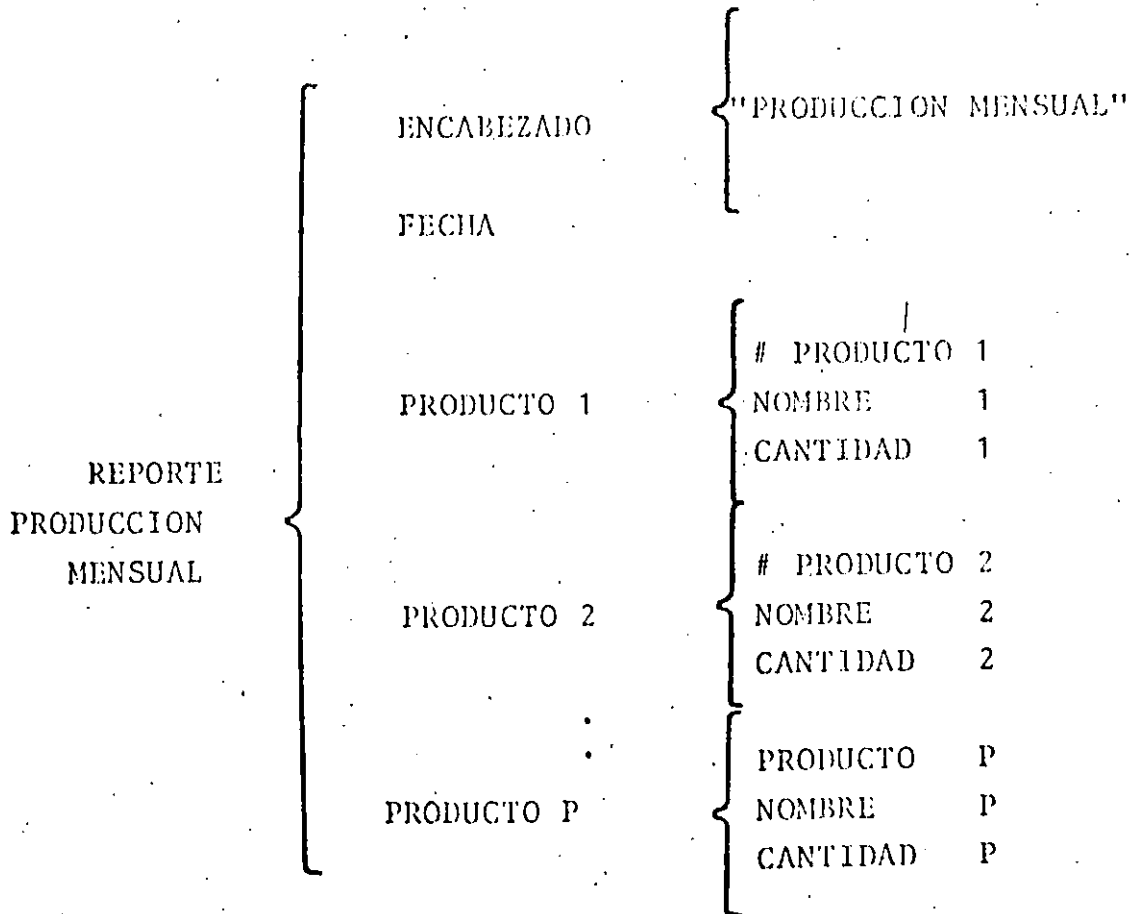 ENCABEZADO
"PRODUCCION MENSUAL"
FECHA
PRODUCTO 1
# PRODUCTO 1
NOMBRE 1
CANTIDAD 1
REPORTE
PRODUCCION
MENSUAL
PRODUCTO 2
# PRODUCTO 2
NOMBRE 2
CANTIDAD 2
:
PRODUCTO P
PRODUCTO P
NOMBRE P
CANTIDAD P